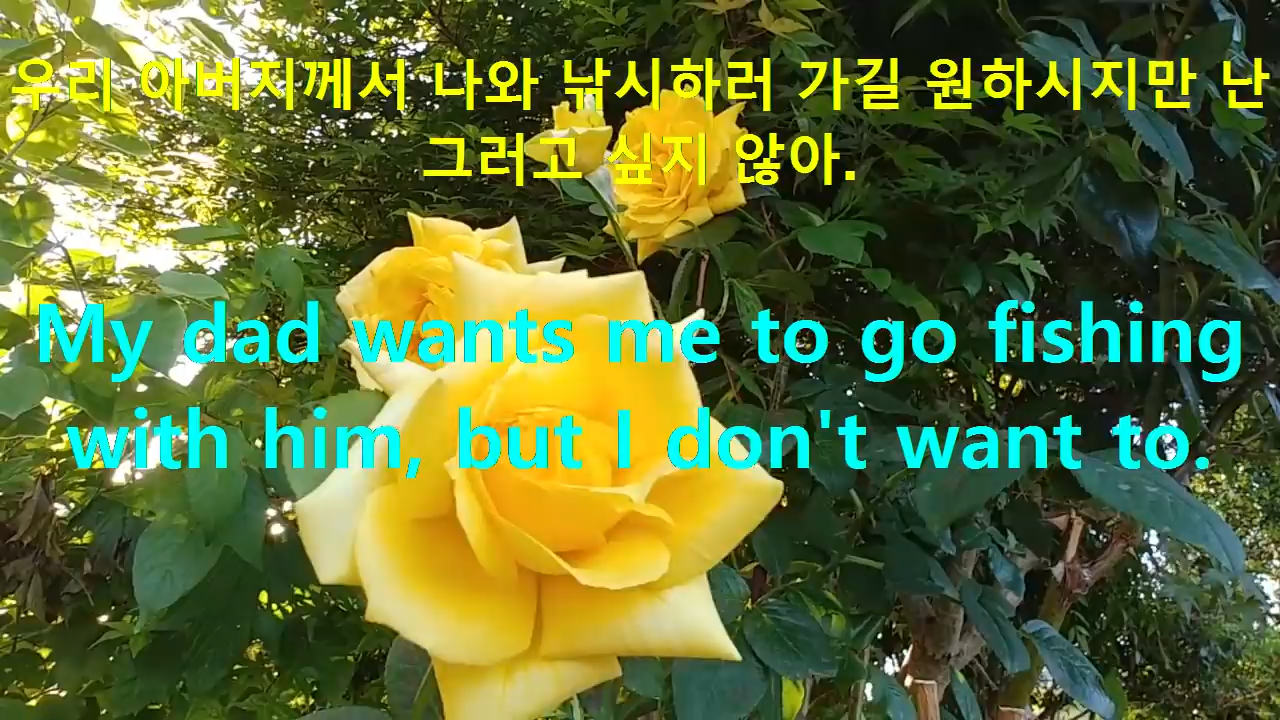 우리 아버지께서 나와 낚시하러 가길 원하시지만 난
그러고 싶지 않아.
My dad wants me to go fishing
with him, but I don't want to.